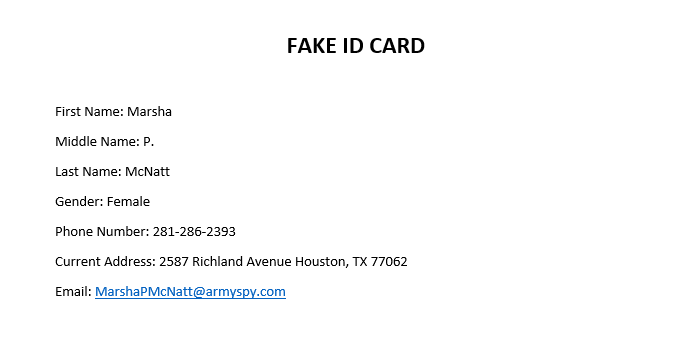 FAKE ID CARD
First Name: Marsha
Middle Name: P.
Last Name: McNatt
Gender: Female
Phone Number: 281-286-2393
Current Address: 2587 Richland Avenue Houston, TX 77062
Email: MarshaPMcNatt@armyspy.com